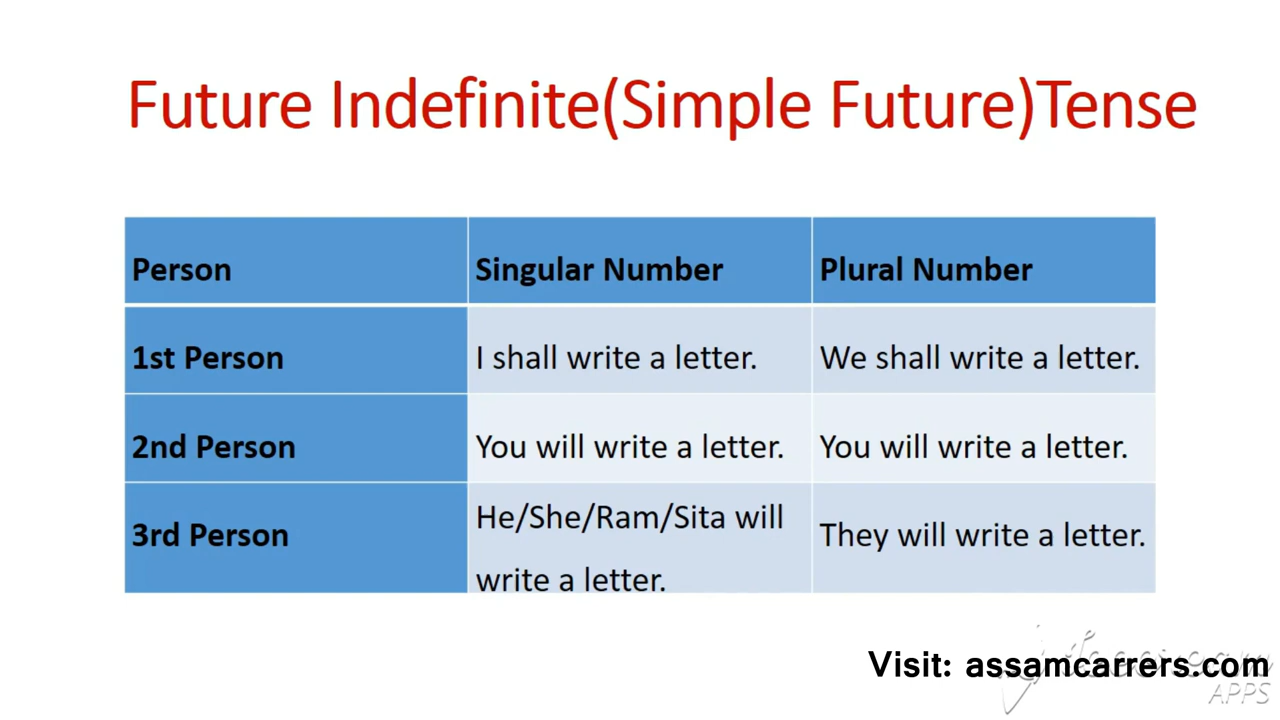 Future Indefinite(Simple Future)Tense
Person Singular Number Plural Number
1st Person I shall write a letter. We shall write a letter.
2nd Person You will write a letter. You will write a letter.
3rd Person He/She/Ram/Sita will They will write a letter.
write a letter.
Visit: assamcarrers.com
APPS